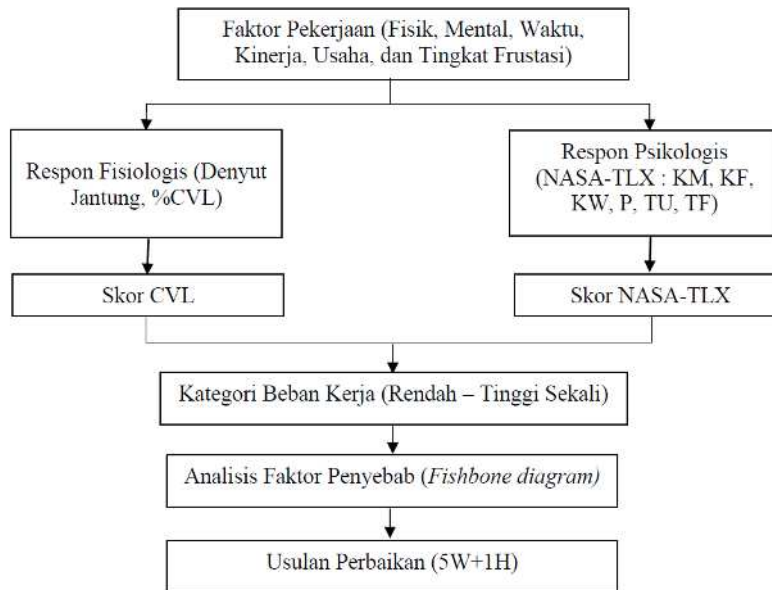 Faktor Pekerjaan (Fisik, Mental, Waktu,
Kinerja, Usaha, dan Tingkat Frustasi)
Respon Fisiologis (Denyut
Jantung, %CVL)
Respon Psikologis
(NASA-TLX : KM, KF,
KW, P, TU, TF)
Skor CVL
Skor NASA-TLX
Kategori Beban Kerja (Rendah – Tinggi Sekali)
Analisis Faktor Penyebab (Fishbone diagram)
Usulan Perbaikan (5W+1H)